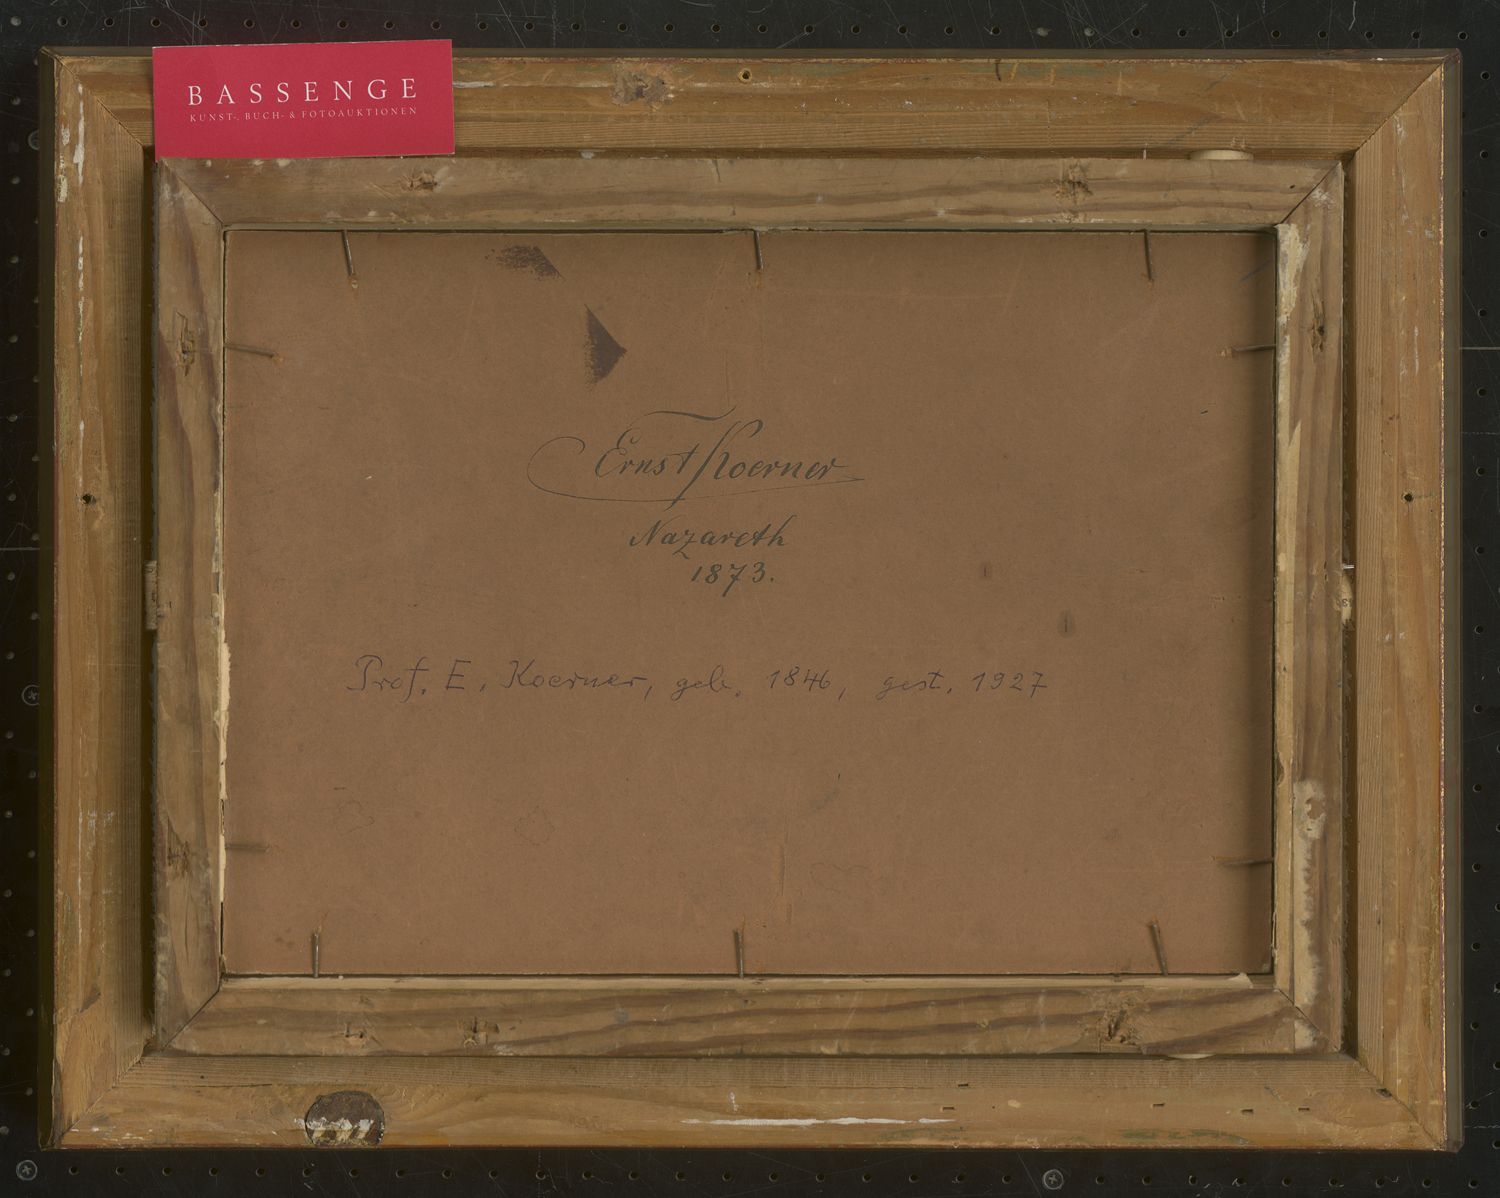 BASSENGE
KUNST-, BUCH- & FOTOAUKTIONEN
Ernst Koerner
Nazareth
1873.
Prof. E. Koerner, geb. 1846, gest. 1927